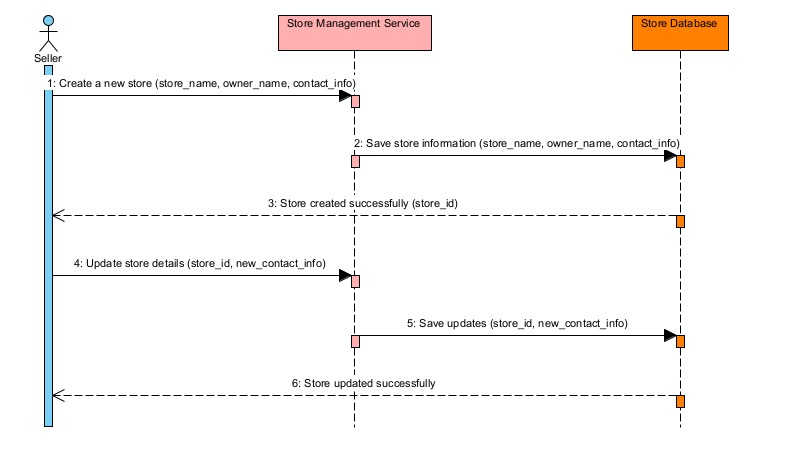 Store Management Service
Store Database
Seller
1: Create a new store (store_name, owner_name, contact_info)
2: Save store information (store_name, owner_name, contact_info)
3: Store created successfully (store_id)
4: Update store details (store_id, new_contact_info)
5: Save updates (store_id, new_contact_info)
6: Store updated successfully